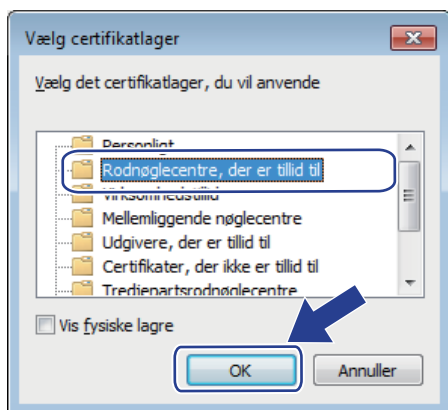 Vælg certifikatlager
Vælg det certifikatlager, du vil anvende
Personligt
Rodnøglecentre, der er tillid til
Virksomhedstillid
Mellemliggende nøglecentre
Udgivere, der er tillid til
Certifikater, der ikke er tillid til
Tredjepartsrodnøglecentre
Vis fysiske lagre
OK
Annuller